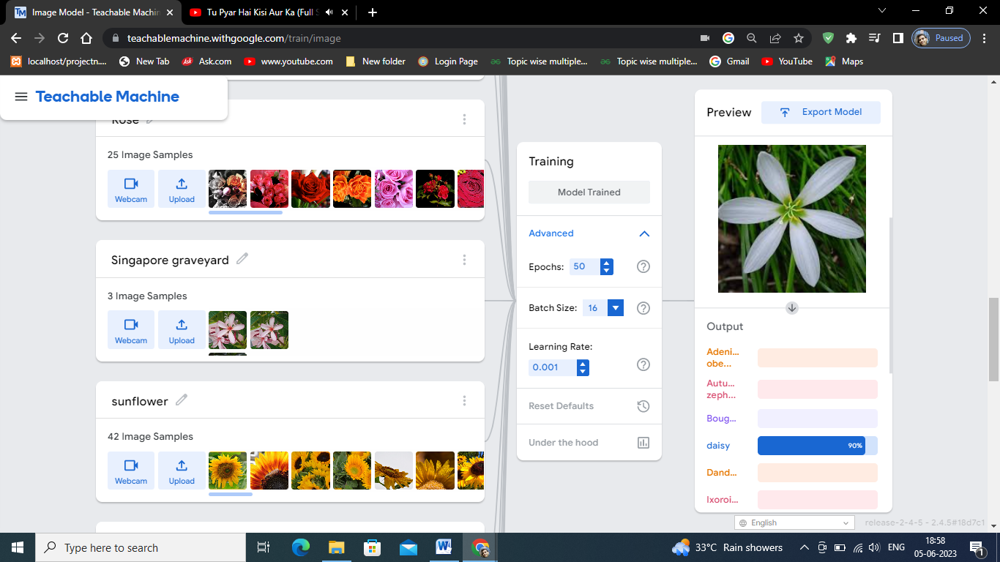 Image Model - Teachable Machin
Tu Pyar Hai Kisi Aur Ka (Full S
teachablemachine.withgoogle.com/train/image
Paused
localhost/projectn....
New Tab
Ask
Ask.com
www.youtube.com
New folder
Login Page
Topic wise multiple...
Topic wise multiple...
Gmail
YouTube
Maps
Teachable Machine
Rose
25 Image Samples
Webcam
Upload
Singapore graveyard
3 Image Samples
Webcam
Upload
sunflower
42 Image Samples
Webcam
Upload
Training
Model Trained
Advanced
Epochs: 50
Batch Size: 16
Learning Rate:
0.001
Reset Defaults
Under the hood
Preview
Export Model
Output
Adeni...
obe...
Autu...
zeph...
Boug...
daisy
90%
Dand...
Ixoroi...
English
release-2-4-5 - 2.4.5#18d7c1
Type here to search
33°C Rain showers
ENG
18:58
05-06-2023
1